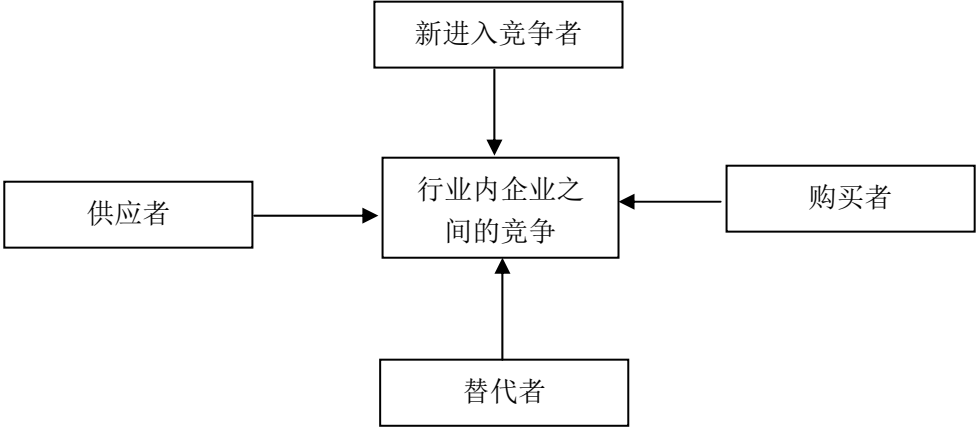 新进入竞争者
供应者
行业内企业之
间的竞争
购买者
替代者